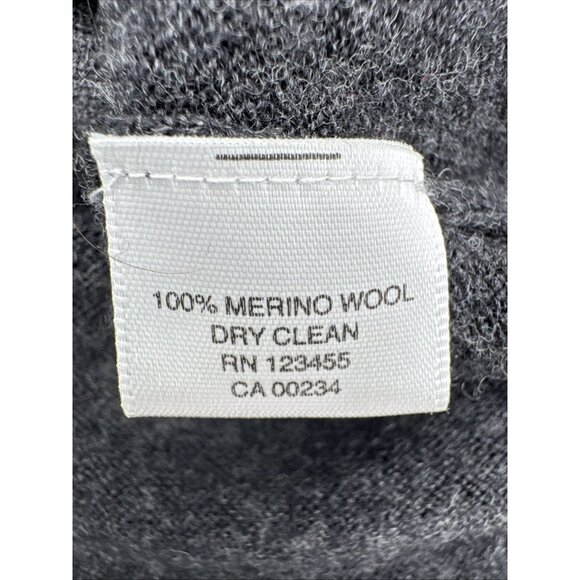 100% MERINO WOOL
DRY CLEAN
RN 123455
CA 00234